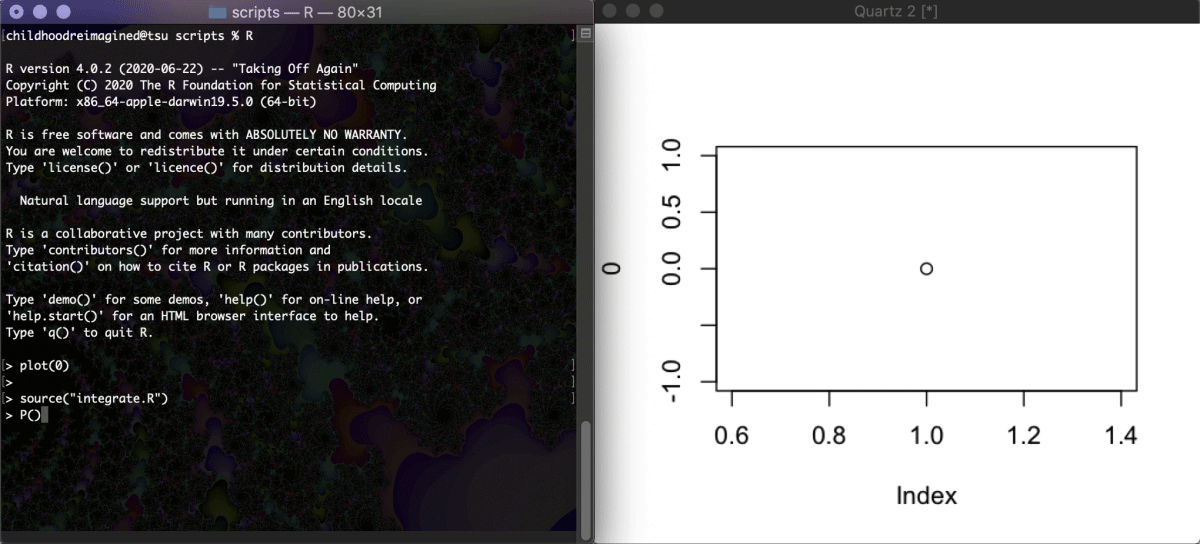 scripts — R — 80×31
[childhoodreimagined@tsu scripts % R ]
R version 4.0.2 (2020-06-22) -- "Taking Off Again"
Copyright (C) 2020 The R Foundation for Statistical Computing
Platform: x86_64-apple-darwin19.5.0 (64-bit)
R is free software and comes with ABSOLUTELY NO WARRANTY.
You are welcome to redistribute it under certain conditions.
Type 'license()' or 'licence()' for distribution details.
Natural language support but running in an English locale
R is a collaborative project with many contributors.
Type 'contributors()' for more information and
'citation()' on how to cite R or R packages in publications.
Type 'demo()' for some demos, 'help()' for on-line help, or
'help.start()' for an HTML browser interface to help.
Type 'q()' to quit R.
[> plot(0) ]
[> ]
[> source("integrate.R") ]
> P()
Quartz 2 [*]
1.0
0.5
0.0
-1.0
0
0.6 0.8 1.0 1.2 1.4
Index